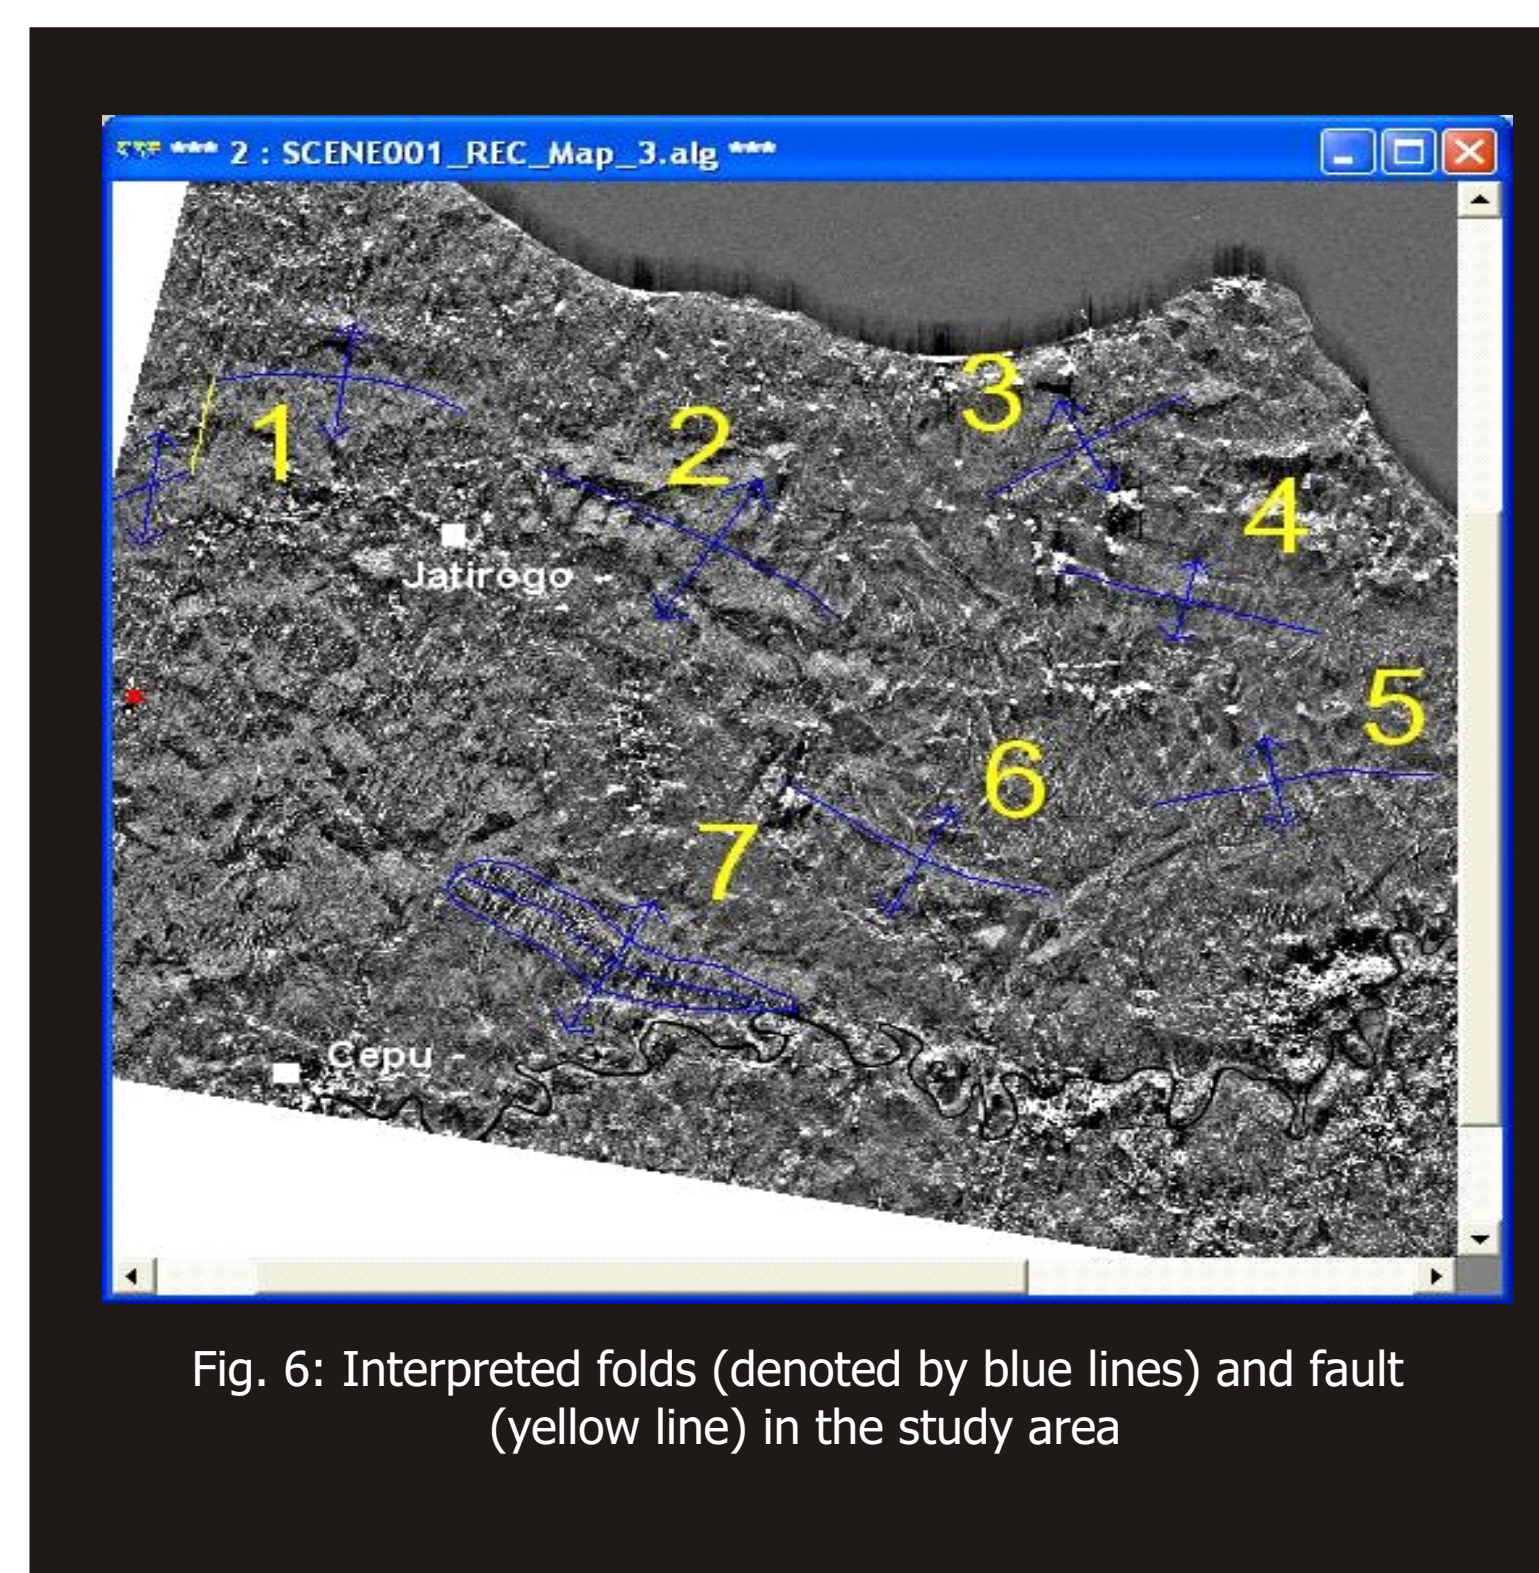 *** 2 : SCENE001_REC_Map_3.alg ***
3
2
1
4
Jatirogo -
5
6
7
Cepu -
Fig. 6: Interpreted folds (denoted by blue lines) and fault
(yellow line) in the study area